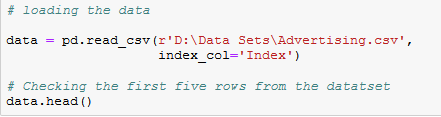 # loading the data
data = pd.read_csv(r'D:\Data Sets\Advertising.csv',
index_col='Index')
# Checking the first five rows from the datatset
data.head()